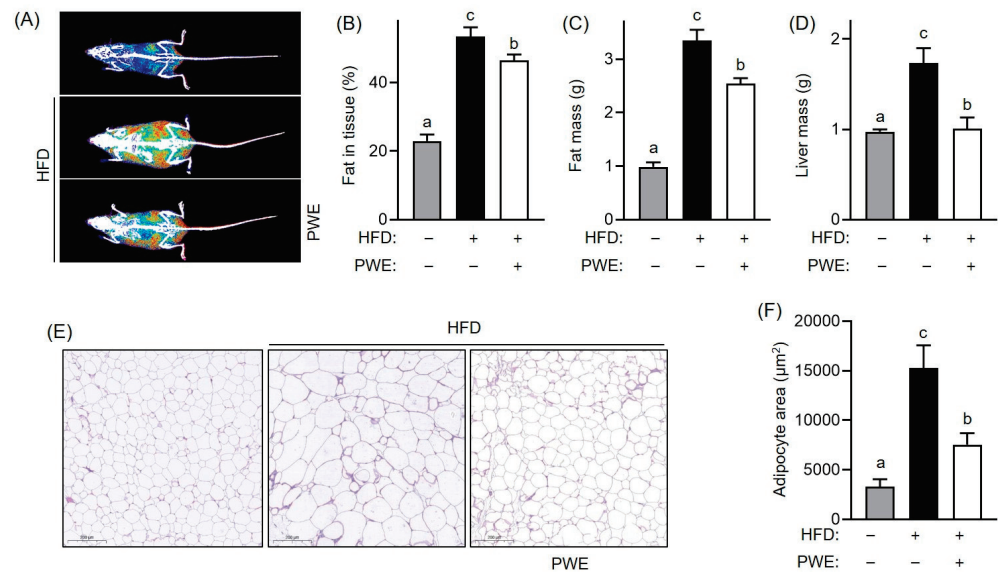 (A)
HFD
PWE
(B)
Fat in tissue (%)
40
20
0
a
c
b
HFD: – + +
PWE: – – +
(C)
Fat mass (g)
3
2
1
0
a
c
b
HFD: – + +
PWE: – – +
(D)
Liver mass (g)
2
1
0
a
c
b
HFD: – + +
PWE: – – +
(E)
HFD
PWE
(F)
Adipocyte area (µm²)
20000
15000
10000
5000
0
a
c
b
HFD: – + +
PWE: – – +